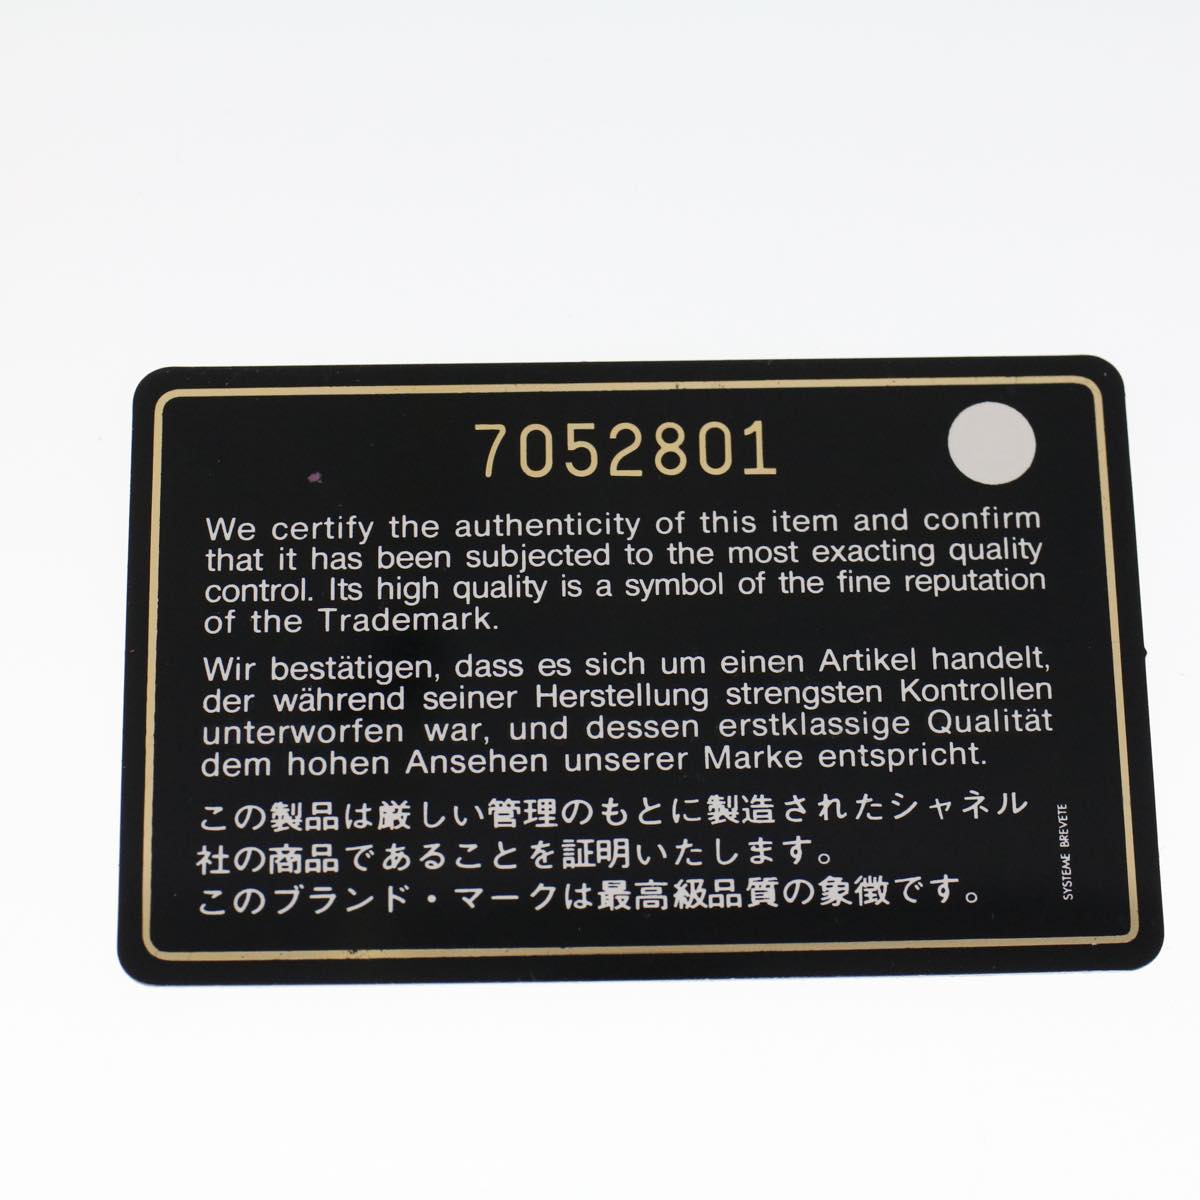 7052801
We certify the authenticity of this item and confirm
that it has been subjected to the most exacting quality
control. Its high quality is a symbol of the fine reputation
of the Trademark.
Wir bestätigen, dass es sich um einen Artikel handelt,
der während seiner Herstellung strengsten Kontrollen
unterworfen war, und dessen erstklassige Qualität
dem hohen Ansehen unserer Marke entspricht.
この製品は厳しい管理のもとに製造されたシャネル
社の商品であることを証明いたします。
このブランド・マークは最高級品質の象徴です。
SYSTEME BREVETE